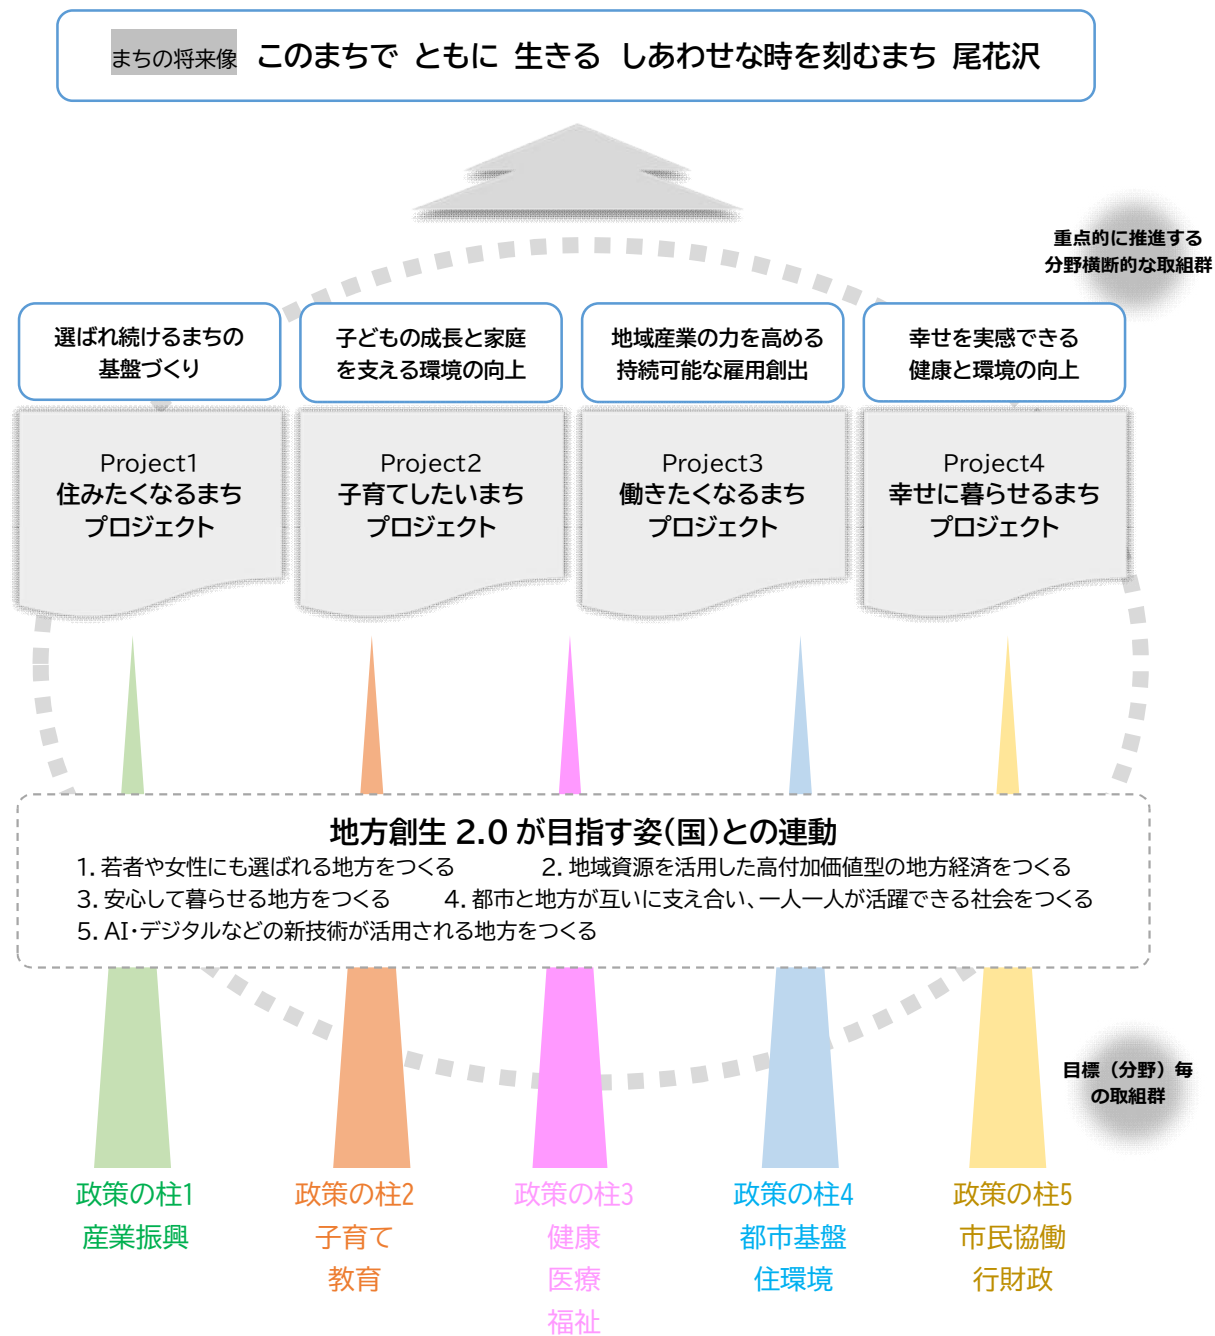 まちの将来像 このまちで ともに 生きる しあわせな時を刻むまち 尾花沢
重点的に推進する
分野横断的な取組群
選ばれ続けるまちの
基盤づくり
子どもの成長と家庭
を支える環境の向上
地域産業の力を高める
持続可能な雇用創出
幸せを実感できる
健康と環境の向上
Project1
住みたくなるまち
プロジェクト
Project2
子育てしたいまち
プロジェクト
Project3
働きたくなるまち
プロジェクト
Project4
幸せに暮らせるまち
プロジェクト
地方創生 2.0 が目指す姿(国)との連動
1. 若者や女性にも選ばれる地方をつくる 2. 地域資源を活用した高付加価値型の地方経済をつくる
3. 安心して暮らせる地方をつくる 4. 都市と地方が互いに支え合い、一人一人が活躍できる社会をつくる
5. AI・デジタルなどの新技術が活用される地方をつくる
目標（分野）毎
の取組群
政策の柱1
産業振興
政策の柱2
子育て
教育
政策の柱3
健康
医療
福祉
政策の柱4
都市基盤
住環境
政策の柱5
市民協働
行財政